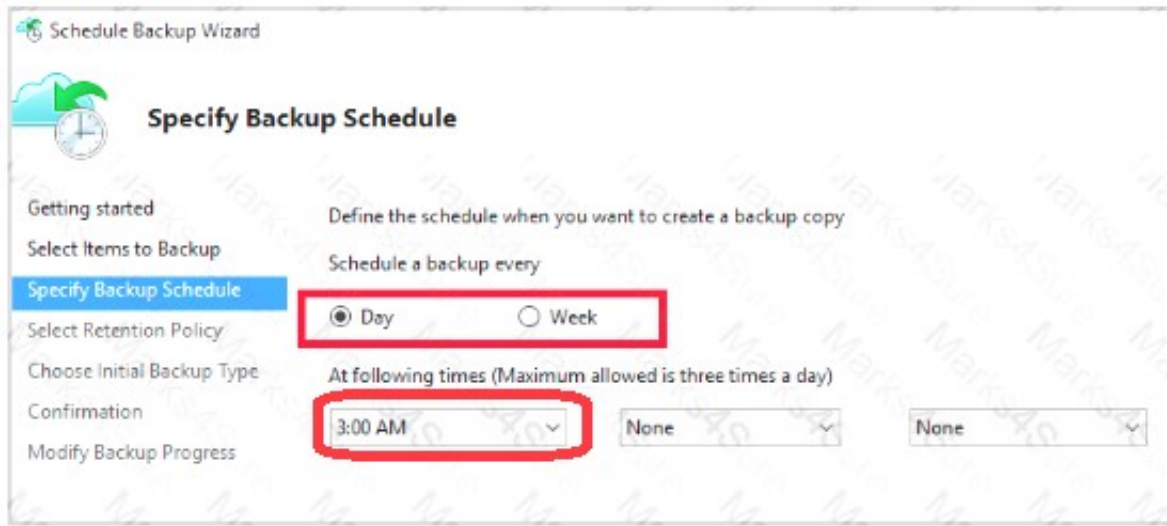 Schedule Backup Wizard
Specify Backup Schedule
Getting started
Select Items to Backup
Specify Backup Schedule
Select Retention Policy
Choose Initial Backup Type
Confirmation
Modify Backup Progress
Define the schedule when you want to create a backup copy
Schedule a backup every
Day Week
At following times (Maximum allowed is three times a day)
3:00 AM None None
Marks4Sure